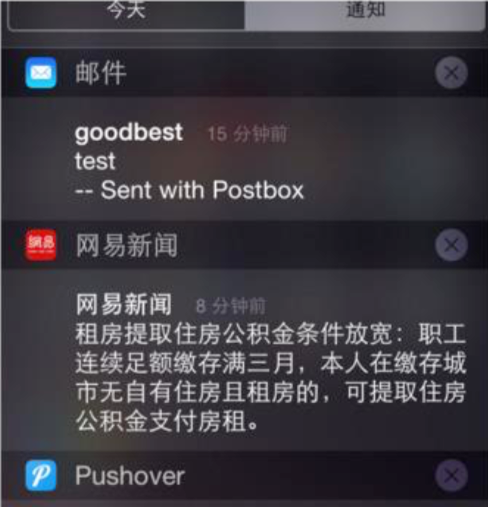 今天 通知
邮件
goodbest 15 分钟前
test
-- Sent with Postbox
網易 网易新闻
网易新闻 8 分钟前
租房提取住房公积金条件放宽：职工
连续足额缴存满三月，本人在缴存城
市无自有住房且租房的，可提取住房
公积金支付房租。
Pushover